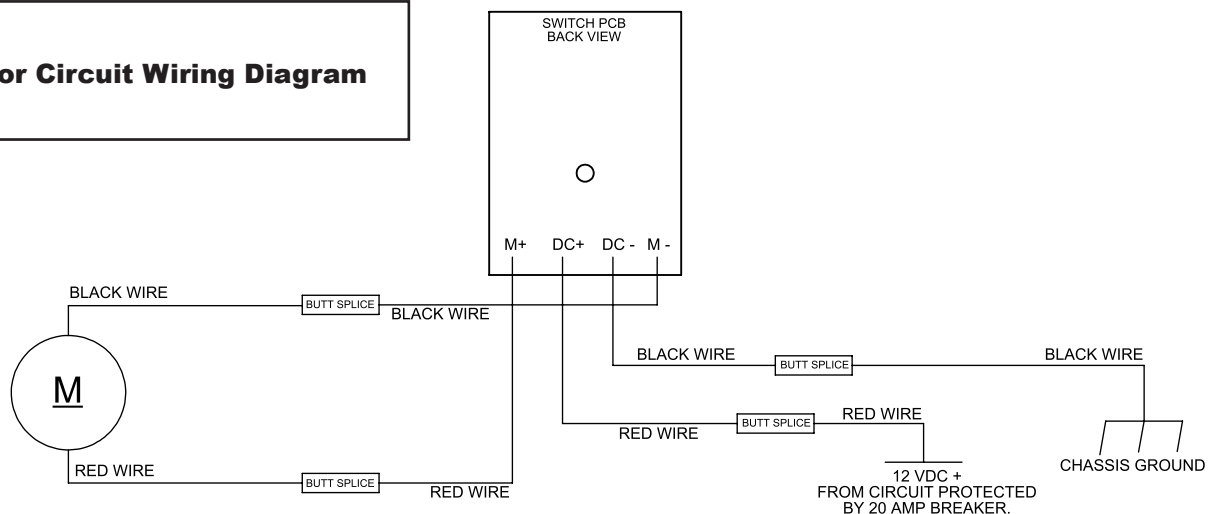 or Circuit Wiring Diagram
SWITCH PCB
BACK VIEW
M+ DC+ DC - M -
BLACK WIRE
BUTT SPLICE
BLACK WIRE
BLACK WIRE
BUTT SPLICE
BLACK WIRE
M
RED WIRE
BUTT SPLICE
RED WIRE
RED WIRE
BUTT SPLICE
RED WIRE
CHASSIS GROUND
12 VDC +
FROM CIRCUIT PROTECTED
BY 20 AMP BREAKER.